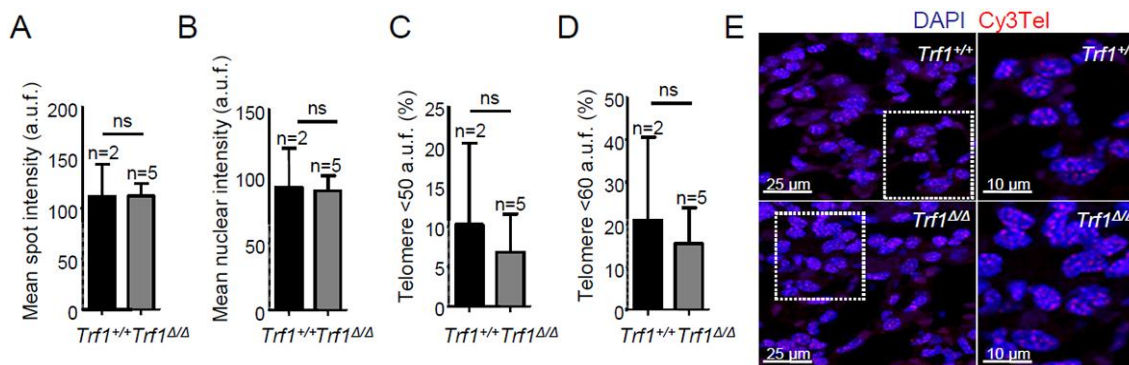 A
Mean spot intensity (a.u.f.)
200
150
100
50
0
ns
n=2
n=5
Trf1+/+ Trf1Δ/Δ
B
Mean nuclear intensity (a.u.f.)
150
100
50
0
ns
n=2
n=5
Trf1+/+ Trf1Δ/Δ
C
Telomere <50 a.u.f. (%)
25
20
15
10
5
0
ns
n=2
n=5
Trf1+/+ Trf1Δ/Δ
D
Telomere <60 a.u.f. (%)
50
40
30
20
10
0
ns
n=2
n=5
Trf1+/+ Trf1Δ/Δ
E
DAPI Cy3Tel
Trf1+/+
25 µm
Trf1+/
10 µm
Trf1Δ/Δ
25 µm
Trf1Δ/
10 µm